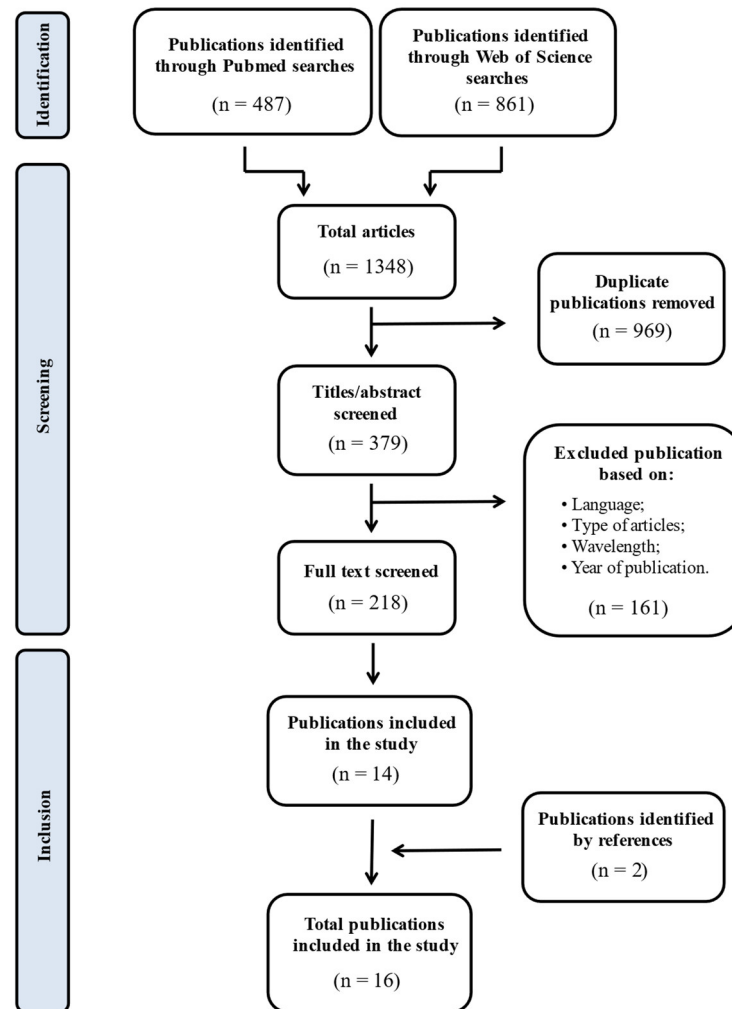 Identification
Publications identified
through Pubmed searches
(n = 487)
Publications identified
through Web of Science
searches
(n = 861)
Screening
Total articles
(n = 1348)
Duplicate
publications removed
(n = 969)
Titles/abstract
screened
(n = 379)
Excluded publication
based on:
• Language;
• Type of articles;
• Wavelength;
• Year of publication.
(n = 161)
Full text screened
(n = 218)
Inclusion
Publications included
in the study
(n = 14)
Publications identified
by references
(n = 2)
Total publications
included in the study
(n = 16)